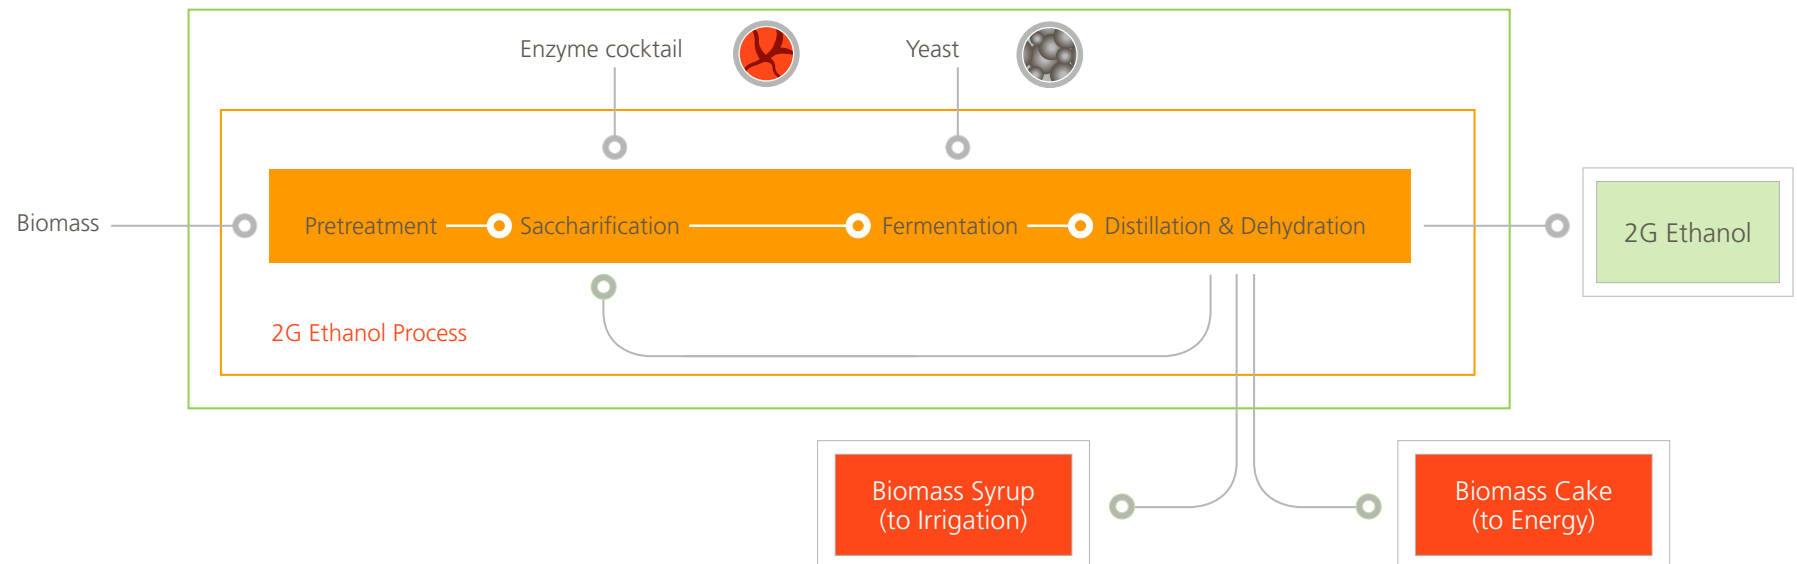 Enzyme cocktail
Yeast
Biomass
Pretreatment
Saccharification
Fermentation
Distillation & Dehydration
2G Ethanol
2G Ethanol Process
Biomass Syrup
(to Irrigation)
Biomass Cake
(to Energy)